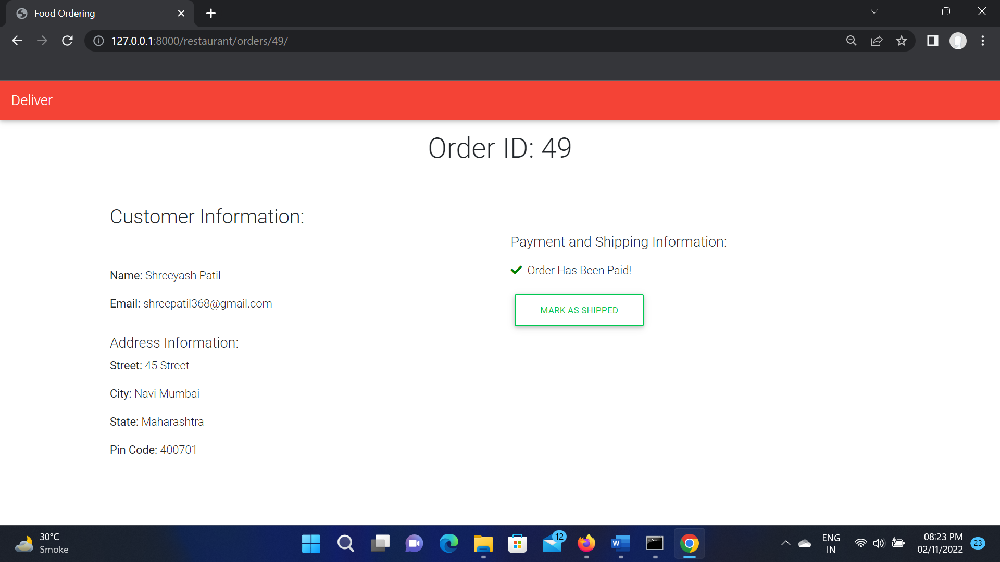 Food Ordering
127.0.0.1:8000/restaurant/orders/49/
Deliver
Order ID: 49
Customer Information:
Name: Shreeyash Patil
Email: shreepatil368@gmail.com
Address Information:
Street: 45 Street
City: Navi Mumbai
State: Maharashtra
Pin Code: 400701
Payment and Shipping Information:
Order Has Been Paid!
MARK AS SHIPPED
30°C
Smoke
12
W
C:\
ENG
IN
08:23 PM
02/11/2022
23